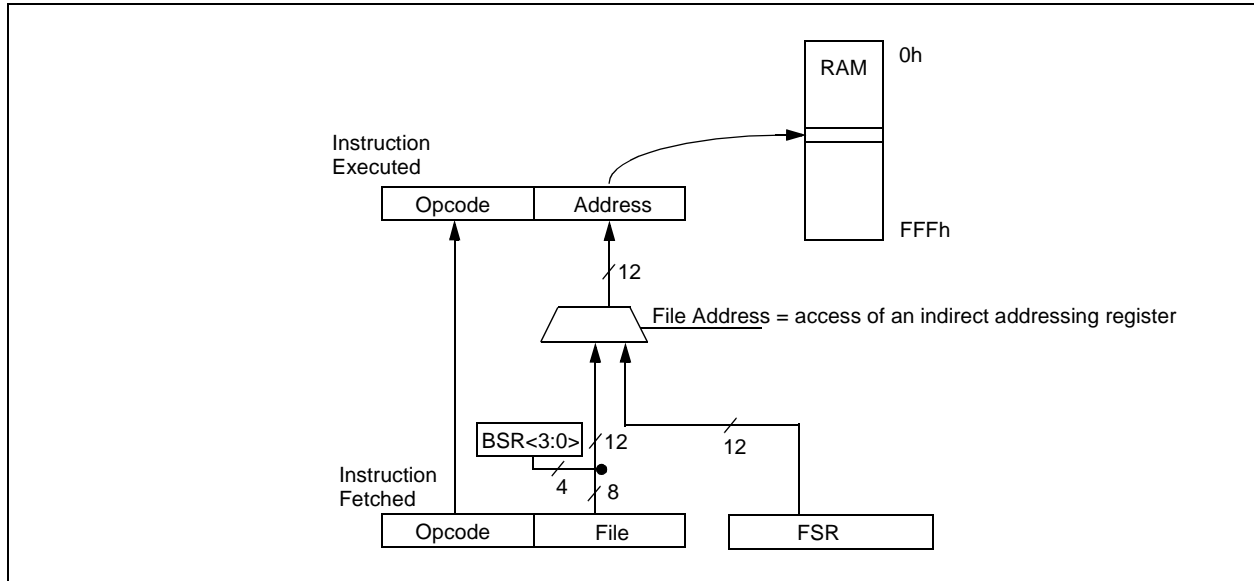 RAM
0h
Instruction
Executed
Opcode
Address
FFFh
12
File Address = access of an indirect addressing register
BSR<3:0>
12
12
4
8
Instruction
Fetched
Opcode
File
FSR